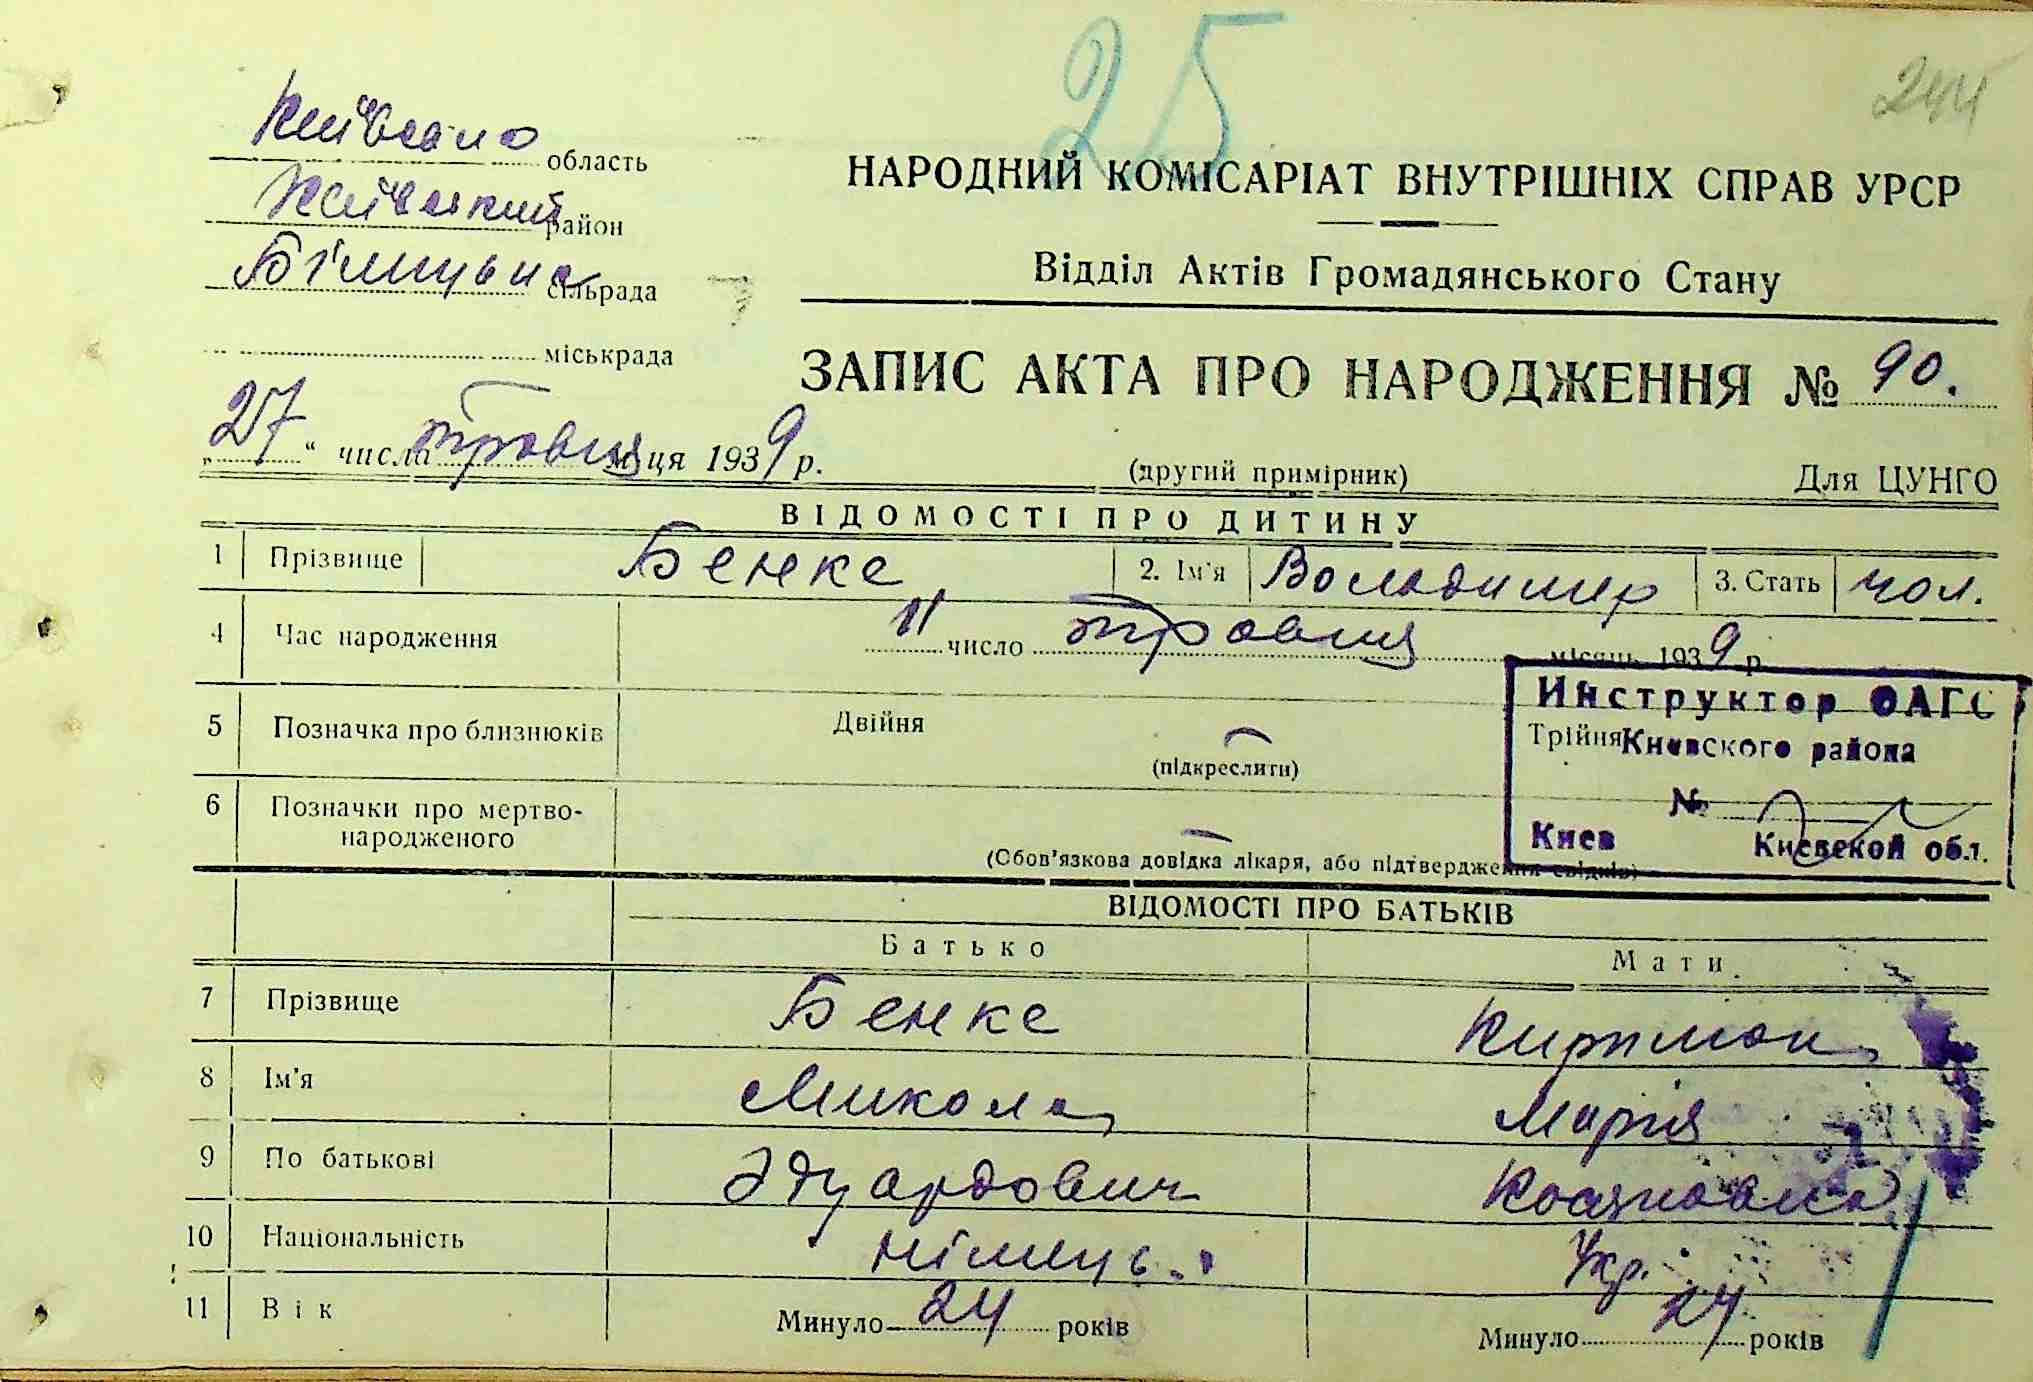 25
244
Київська область
Київський район
Білицька сільрада
міськрада
НАРОДНИЙ КОМІСАРІАТ ВНУТРІШНІХ СПРАВ УРСР
Відділ Актів Громадянського Стану
ЗАПИС АКТА ПРО НАРОДЖЕННЯ № 90.
„27“ числа травня м-ця 1939 р.
(другий примірник) Для ЦУНГО
ВІДОМОСТІ ПРО ДИТИНУ
1 Прізвище Бенке 2. Ім'я Володимир 3. Стать чол.
4 Час народження 11 число травня місяць 1939 р.
5 Позначка про близнюків Двійня (підкреслити) Трійня
6 Позначки про мертво-
народженого
(Обов'язкова довідка лікаря, або підтвердження свідків)
Инструктор ОАГС
Киевского района
№
Киев Киевской обл.
ВІДОМОСТІ ПРО БАТЬКІВ
Батько Мати
7 Прізвище Бенке
8 Ім'я Микола Марія
9 По батькові Эдуардович
10 Національність німець. Укр.
11 Вік Минуло 24 років Минуло 24 років